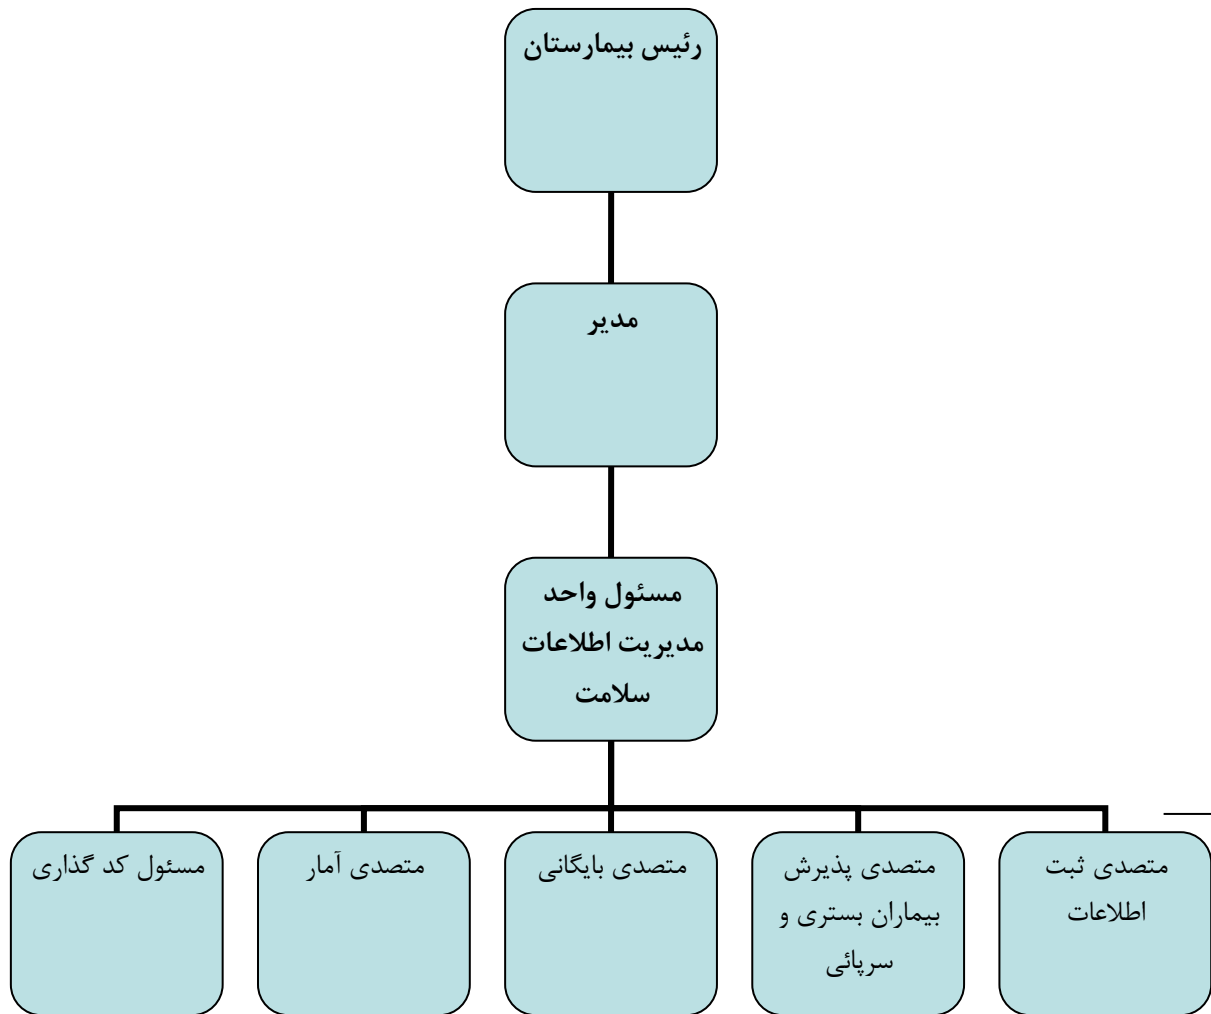 رئیس بیمارستان
مدیر
مسئول واحد
مدیریت اطلاعات
سلامت
متصدی ثبت
اطلاعات
متصدی پذیرش
بیماران بستری و
سرپائی
متصدی بایگانی
متصدی آمار
مسئول کد گذاری